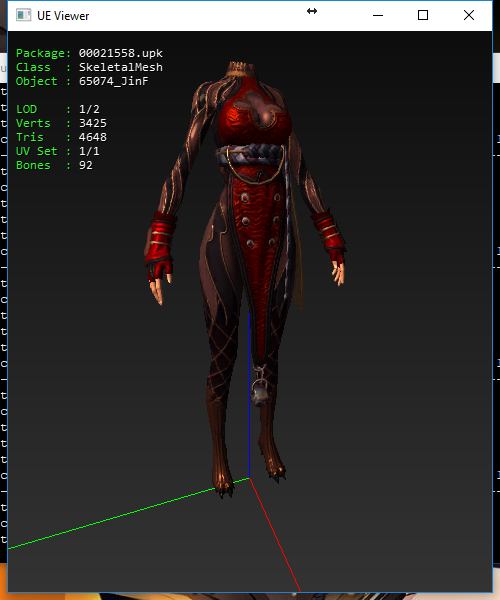 UE Viewer
Package: 00021558.upk
Class : SkeletalMesh
Object : 65074_JinF
LOD : 1/2
Verts : 3425
Tris : 4648
UV Set : 1/1
Bones : 92